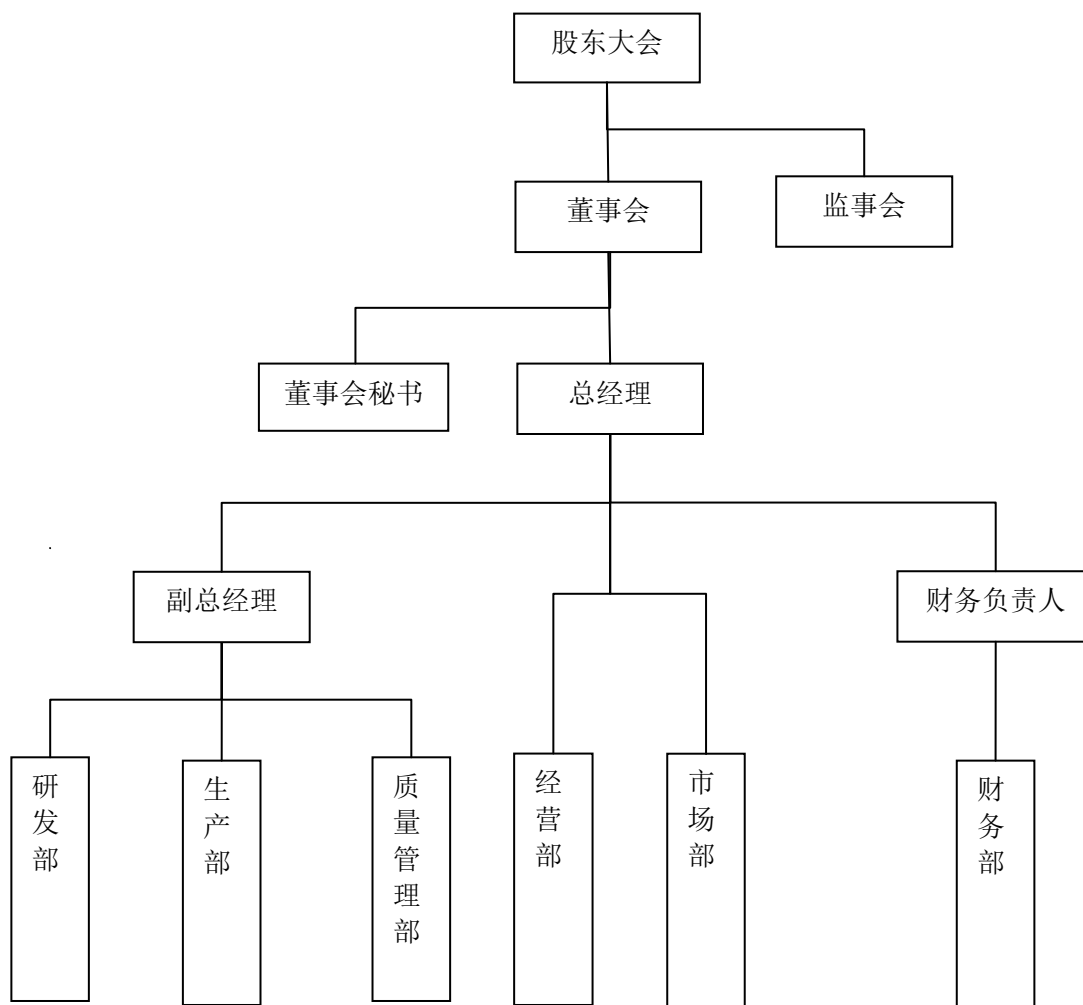 股东大会
董事会
监事会
董事会秘书
总经理
副总经理
财务负责人
研发部
生产部
质量管理部
经营部
市场部
财务部